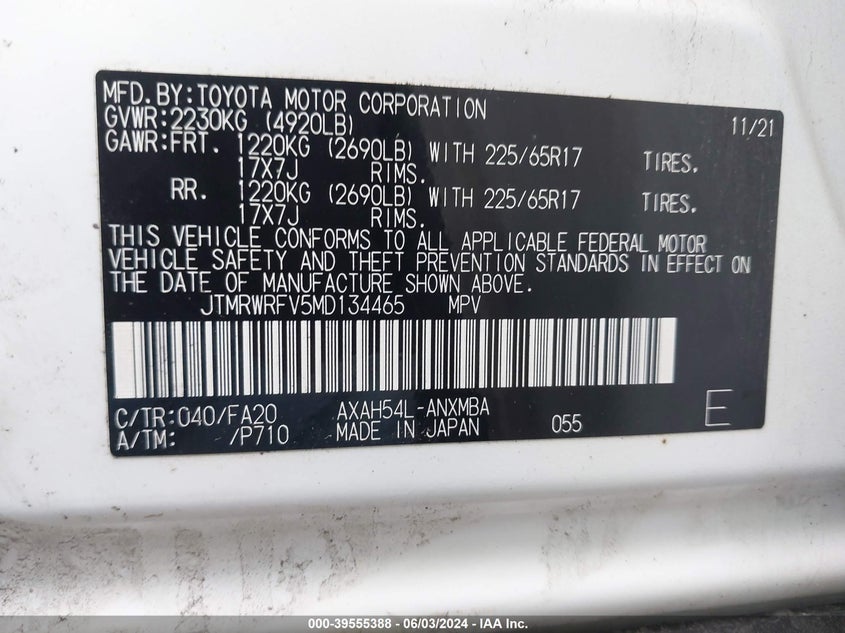 MFD.BY:TOYOTA MOTOR CORPORATION 11/21
GVWR:2230KG (4920LB)
GAWR:FRT. 1220KG (2690LB) WITH 225/65R17 TIRES.
17X7J RIMS.
RR. 1220KG (2690LB) WITH 225/65R17 TIRES.
17X7J RIMS.
THIS VEHICLE CONFORMS TO ALL APPLICABLE FEDERAL MOTOR
VEHICLE SAFETY AND THEFT PREVENTION STANDARDS IN EFFECT ON
THE DATE OF MANUFACTURE SHOWN ABOVE.
JTMRWRFV5MD134465 MPV
C/TR:040/FA20 AXAH54L-ANXMBA
A/TM: /P710 MADE IN JAPAN 055 E
000-39555388 - 06/03/2024 - IAA Inc.